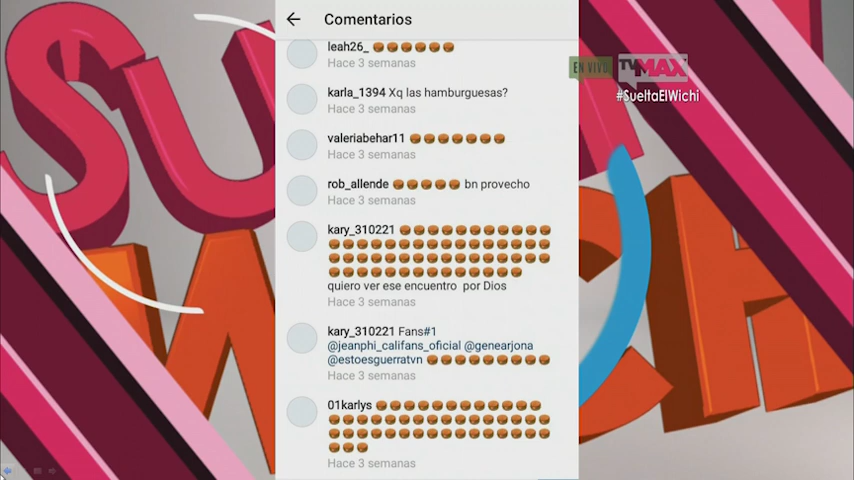 Comentarios
leah26_ 🍔🍔🍔🍔🍔🍔
Hace 3 semanas
karla_1394 Xq las hamburguesas?
Hace 3 semanas
valeriabehar11 🍔🍔🍔🍔🍔🍔🍔
Hace 3 semanas
rob_allende 🍔🍔🍔🍔🍔 bn provecho
Hace 3 semanas
kary_310221 🍔🍔🍔🍔🍔🍔🍔🍔🍔🍔🍔
🍔🍔🍔🍔🍔🍔🍔🍔🍔🍔🍔🍔🍔🍔🍔🍔
🍔🍔🍔🍔🍔🍔🍔🍔🍔🍔🍔🍔🍔🍔🍔🍔
🍔🍔🍔🍔🍔🍔🍔🍔🍔🍔🍔🍔🍔🍔
quiero ver ese encuentro  por Dios
Hace 3 semanas
kary_310221 Fans#1
@jeanphi_califans_oficial @genearjona
@estoesguerratvn 🍔🍔🍔🍔🍔🍔🍔🍔🍔
Hace 3 semanas
01karlys 🍔🍔🍔🍔🍔🍔🍔🍔🍔🍔🍔🍔
🍔🍔🍔🍔🍔🍔🍔🍔🍔🍔🍔🍔🍔🍔🍔🍔
🍔🍔🍔🍔🍔🍔🍔🍔🍔🍔🍔🍔🍔🍔🍔🍔
🍔🍔🍔
Hace 3 semanas
EN VIVO
TVMAX
#SueltaElWichi
SU